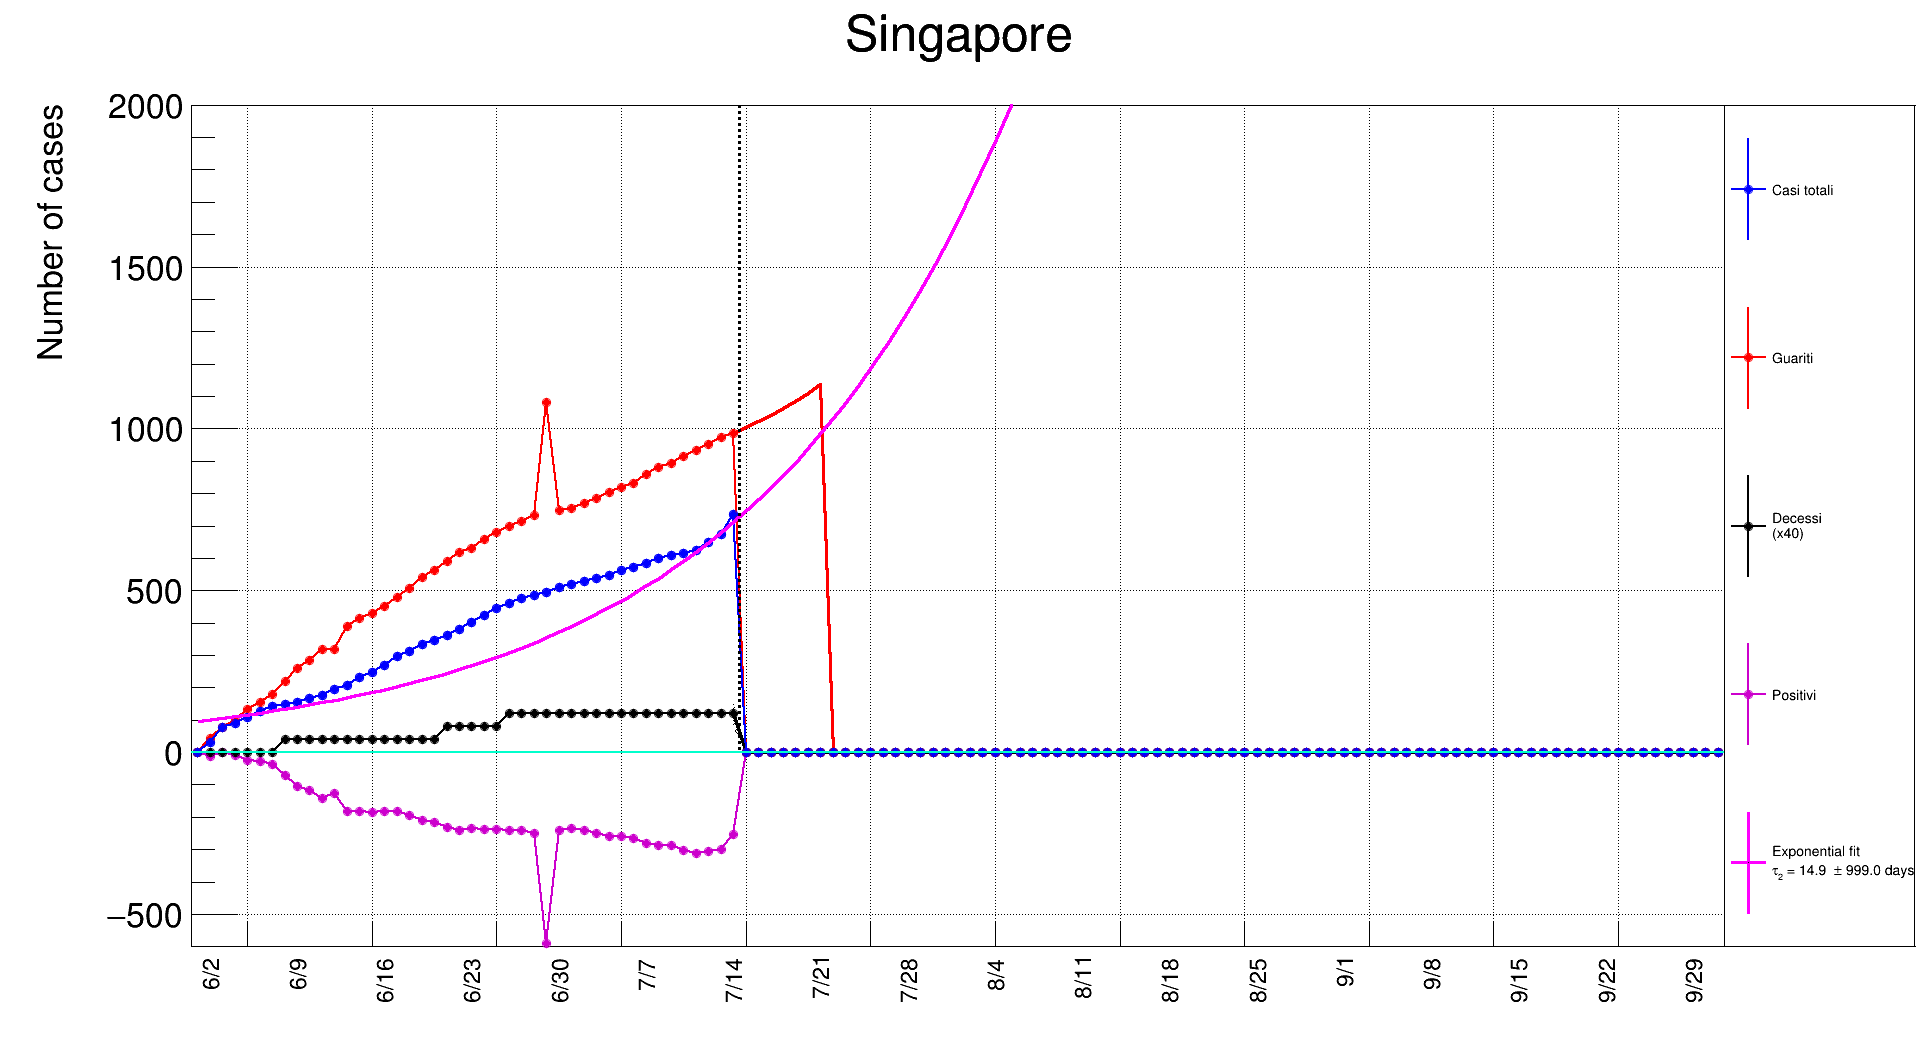 Singapore
Number of cases
2000
1500
1000
500
0
−500
6/2
6/9
6/16
6/23
6/30
7/7
7/14
7/21
7/28
8/4
8/11
8/18
8/25
9/1
9/8
9/15
9/22
9/29
Casi totali
Guariti
Decessi
(x40)
Positivi
Exponential fit
τ2 = 14.9 ± 999.0 days